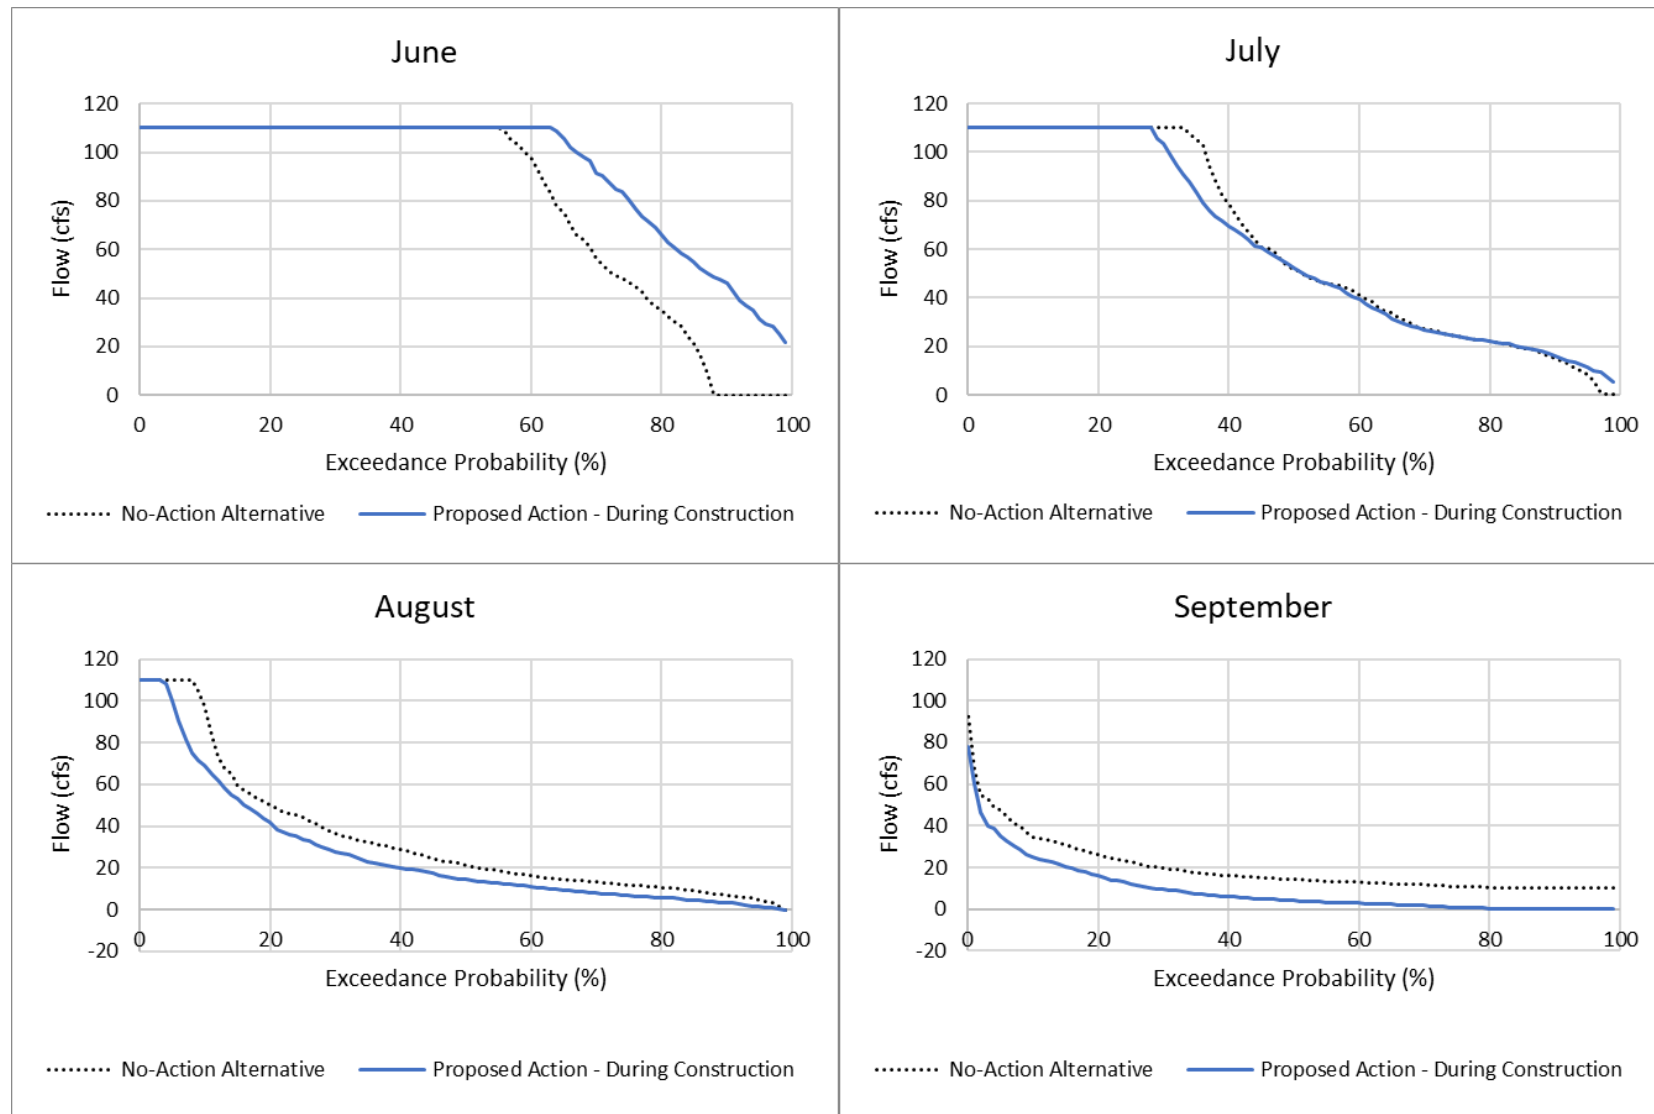 June
120
100
80
60
40
20
0
Flow (cfs)
0 20 40 60 80 100
Exceedance Probability (%)
No-Action Alternative Proposed Action - During Construction
July
120
100
80
60
40
20
0
Flow (cfs)
0 20 40 60 80 100
Exceedance Probability (%)
No-Action Alternative Proposed Action - During Construction
August
120
100
80
60
40
20
0
-20
Flow (cfs)
0 20 40 60 80 100
Exceedance Probability (%)
No-Action Alternative Proposed Action - During Construction
September
120
100
80
60
40
20
0
-20
Flow (cfs)
0 20 40 60 80 100
Exceedance Probability (%)
No-Action Alternative Proposed Action - During Construction